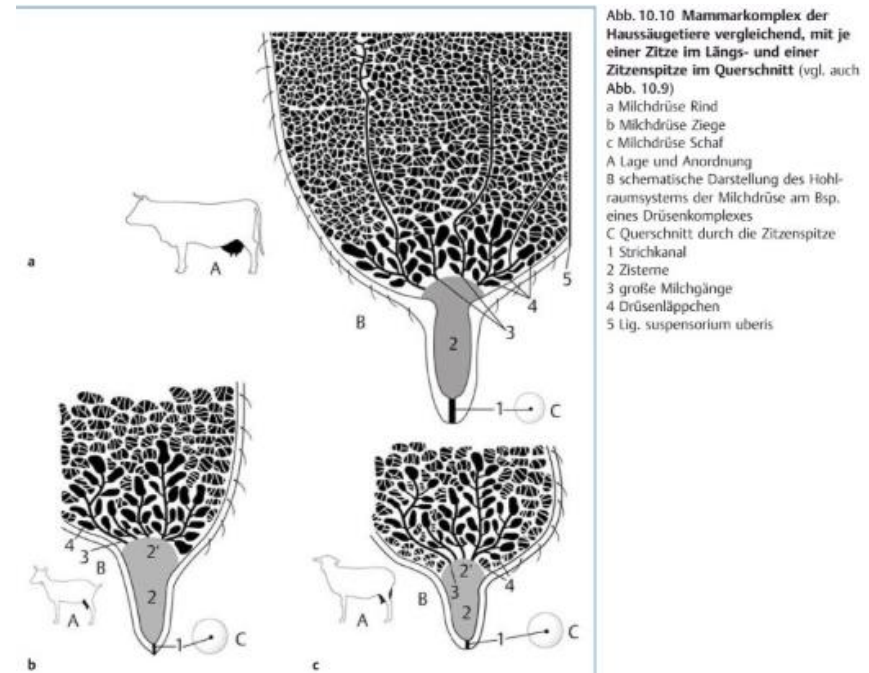 Abb. 10.10 Mammarkomplex der
Haussäugetiere vergleichend, mit je
einer Zitze im Längs- und einer
Zitzenspitze im Querschnitt (vgl. auch
Abb. 10.9)
a Milchdrüse Rind
b Milchdrüse Ziege
c Milchdrüse Schaf
A Lage und Anordnung
B schematische Darstellung des Hohl-
raumsystems der Milchdrüse am Bsp.
eines Drüsenkomplexes
C Querschnitt durch die Zitzenspitze
1 Strichkanal
2 Zisterne
3 große Milchgänge
4 Drüsenläppchen
5 Lig. suspensorium uberis
a
A
B
5
4
3
2
1
C
b
4
3
B
2'
2
A
1
C
c
A
B
2'
3
4
2
1
C